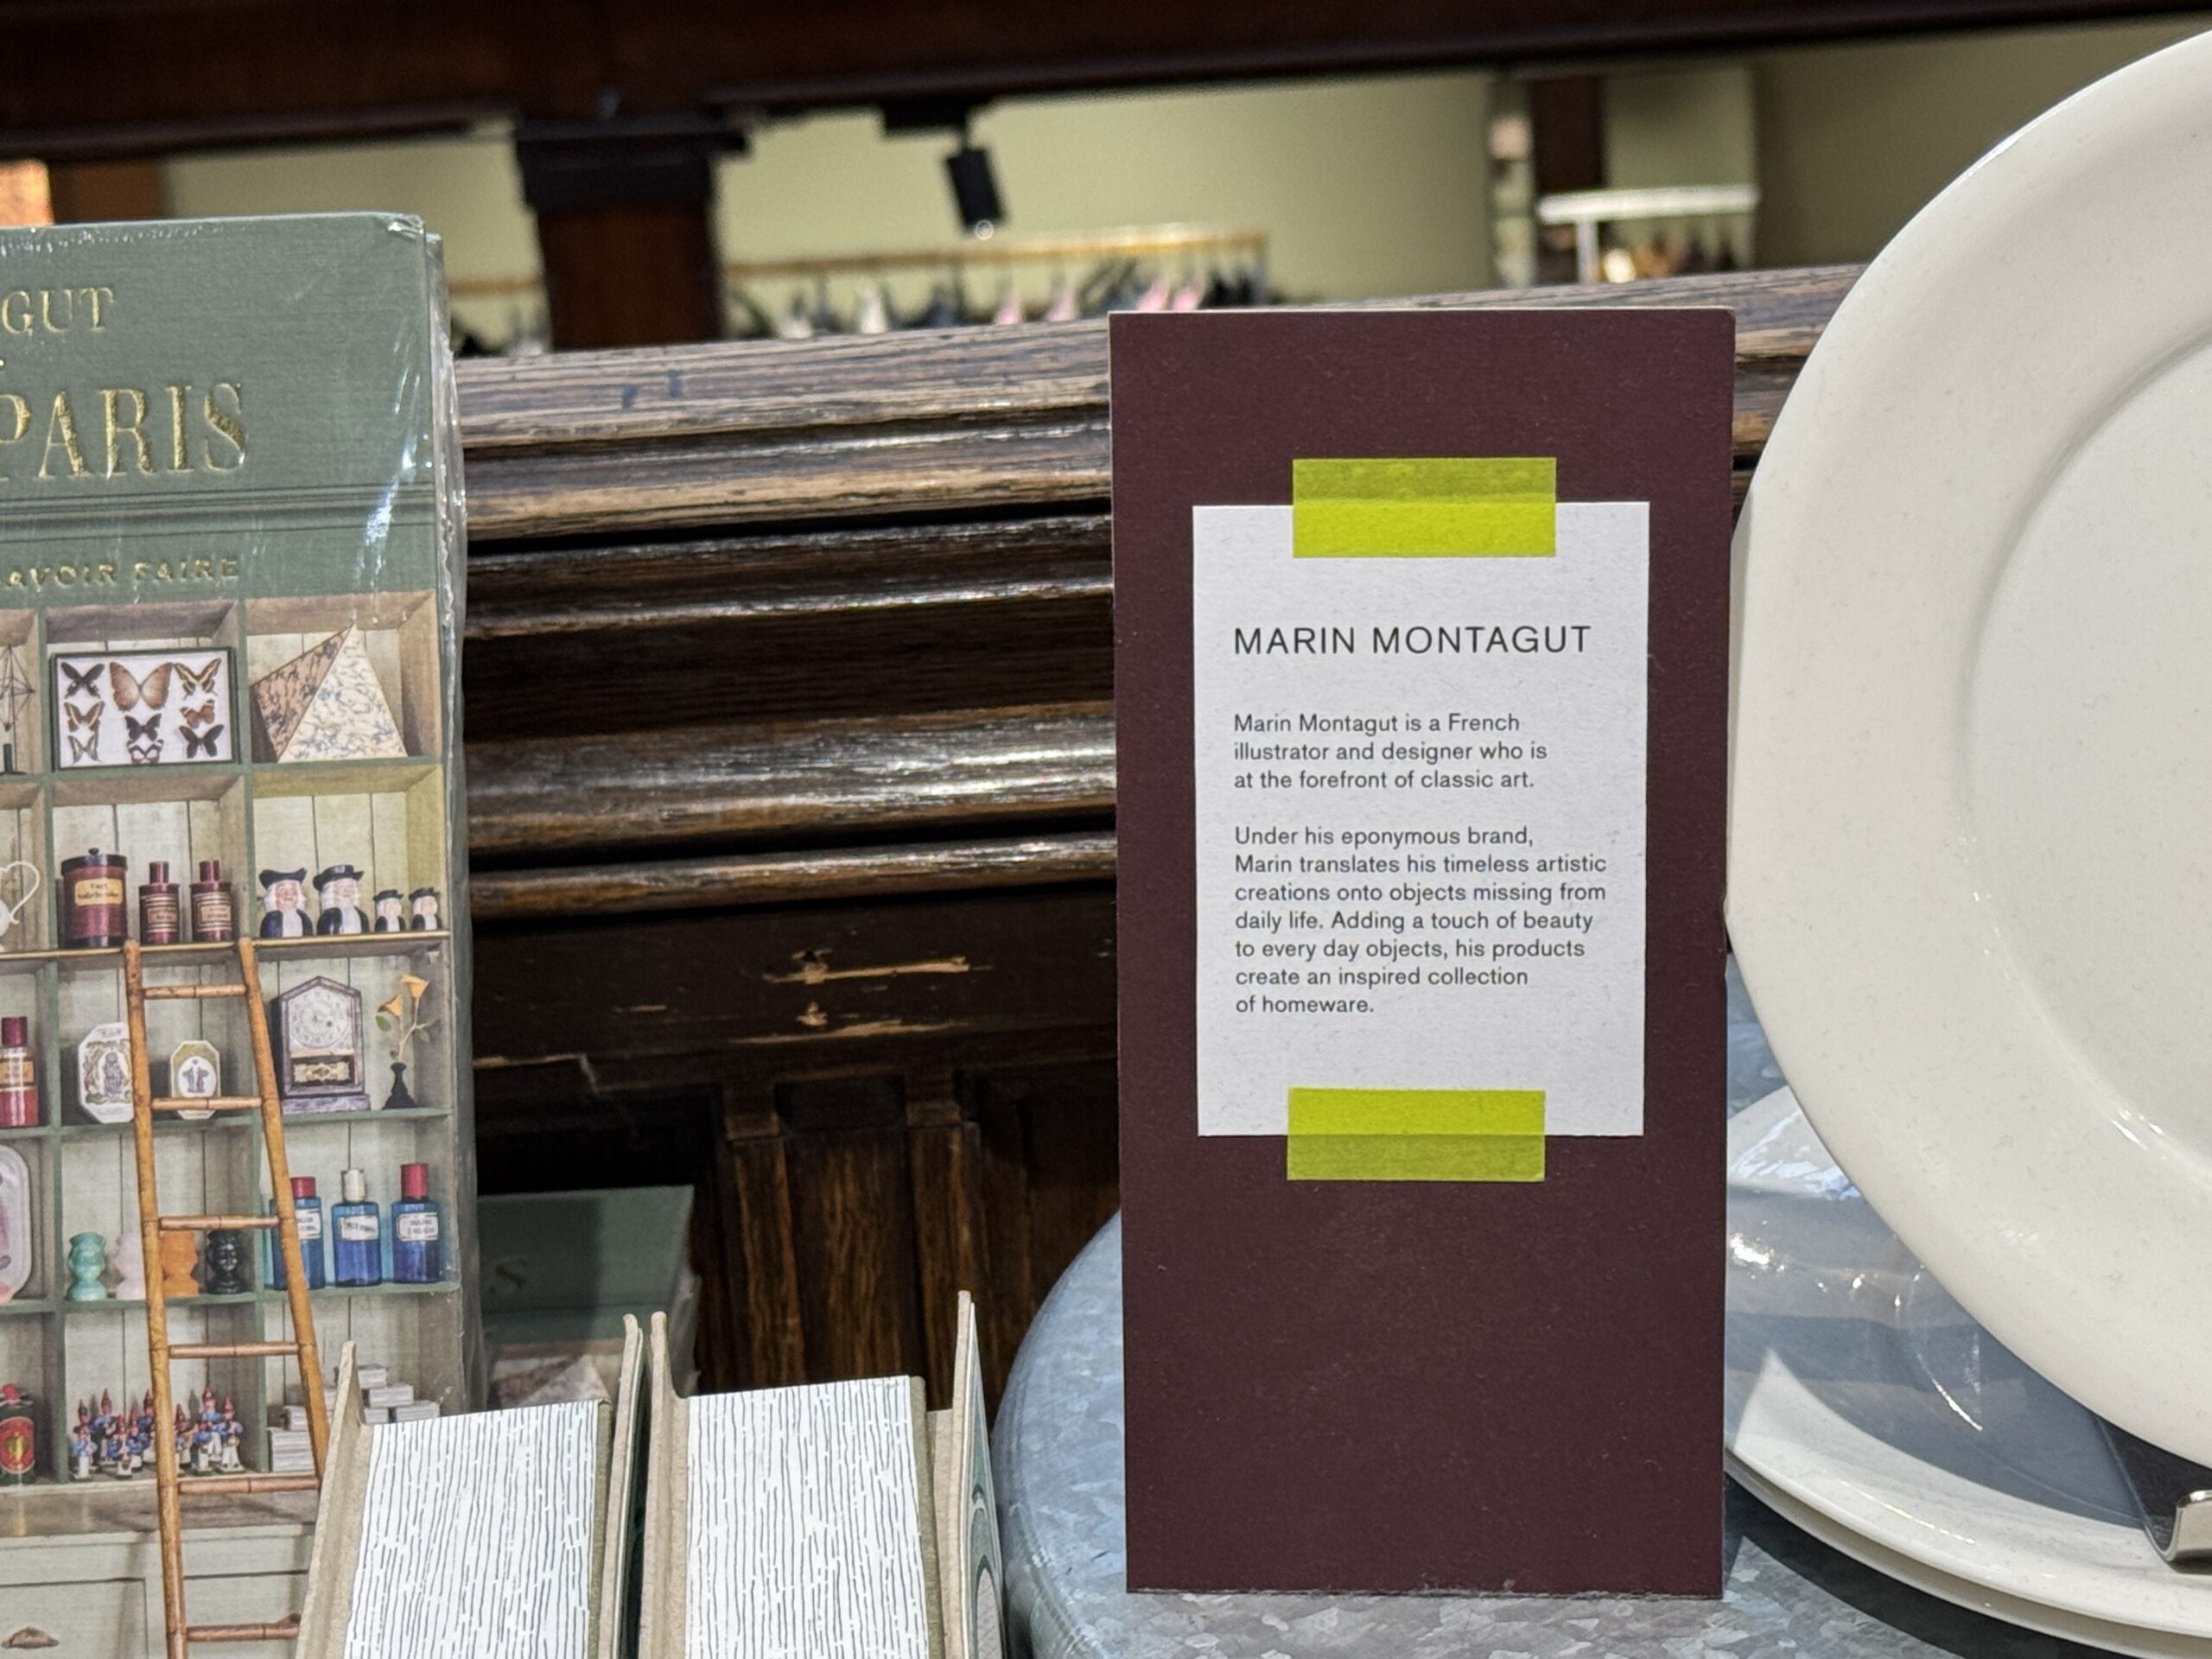 GUT
PARIS
SAVOIR FAIRE
MARIN MONTAGUT
Marin Montagut is a French
illustrator and designer who is
at the forefront of classic art.
Under his eponymous brand,
Marin translates his timeless artistic
creations onto objects missing from
daily life. Adding a touch of beauty
to every day objects, his products
create an inspired collection
of homeware.